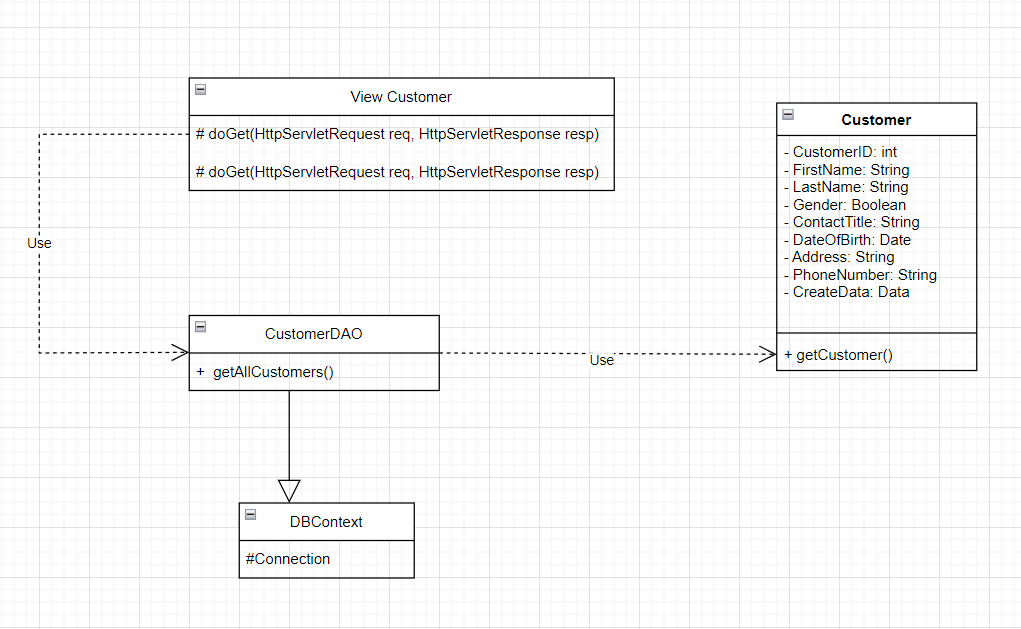 View Customer
# doGet(HttpServletRequest req, HttpServletResponse resp)
# doGet(HttpServletRequest req, HttpServletResponse resp)
Customer
- CustomerID: int
- FirstName: String
- LastName: String
- Gender: Boolean
- ContactTitle: String
- DateOfBirth: Date
- Address: String
- PhoneNumber: String
- CreateData: Data
+ getCustomer()
Use
CustomerDAO
+ getAllCustomers()
Use
DBContext
#Connection